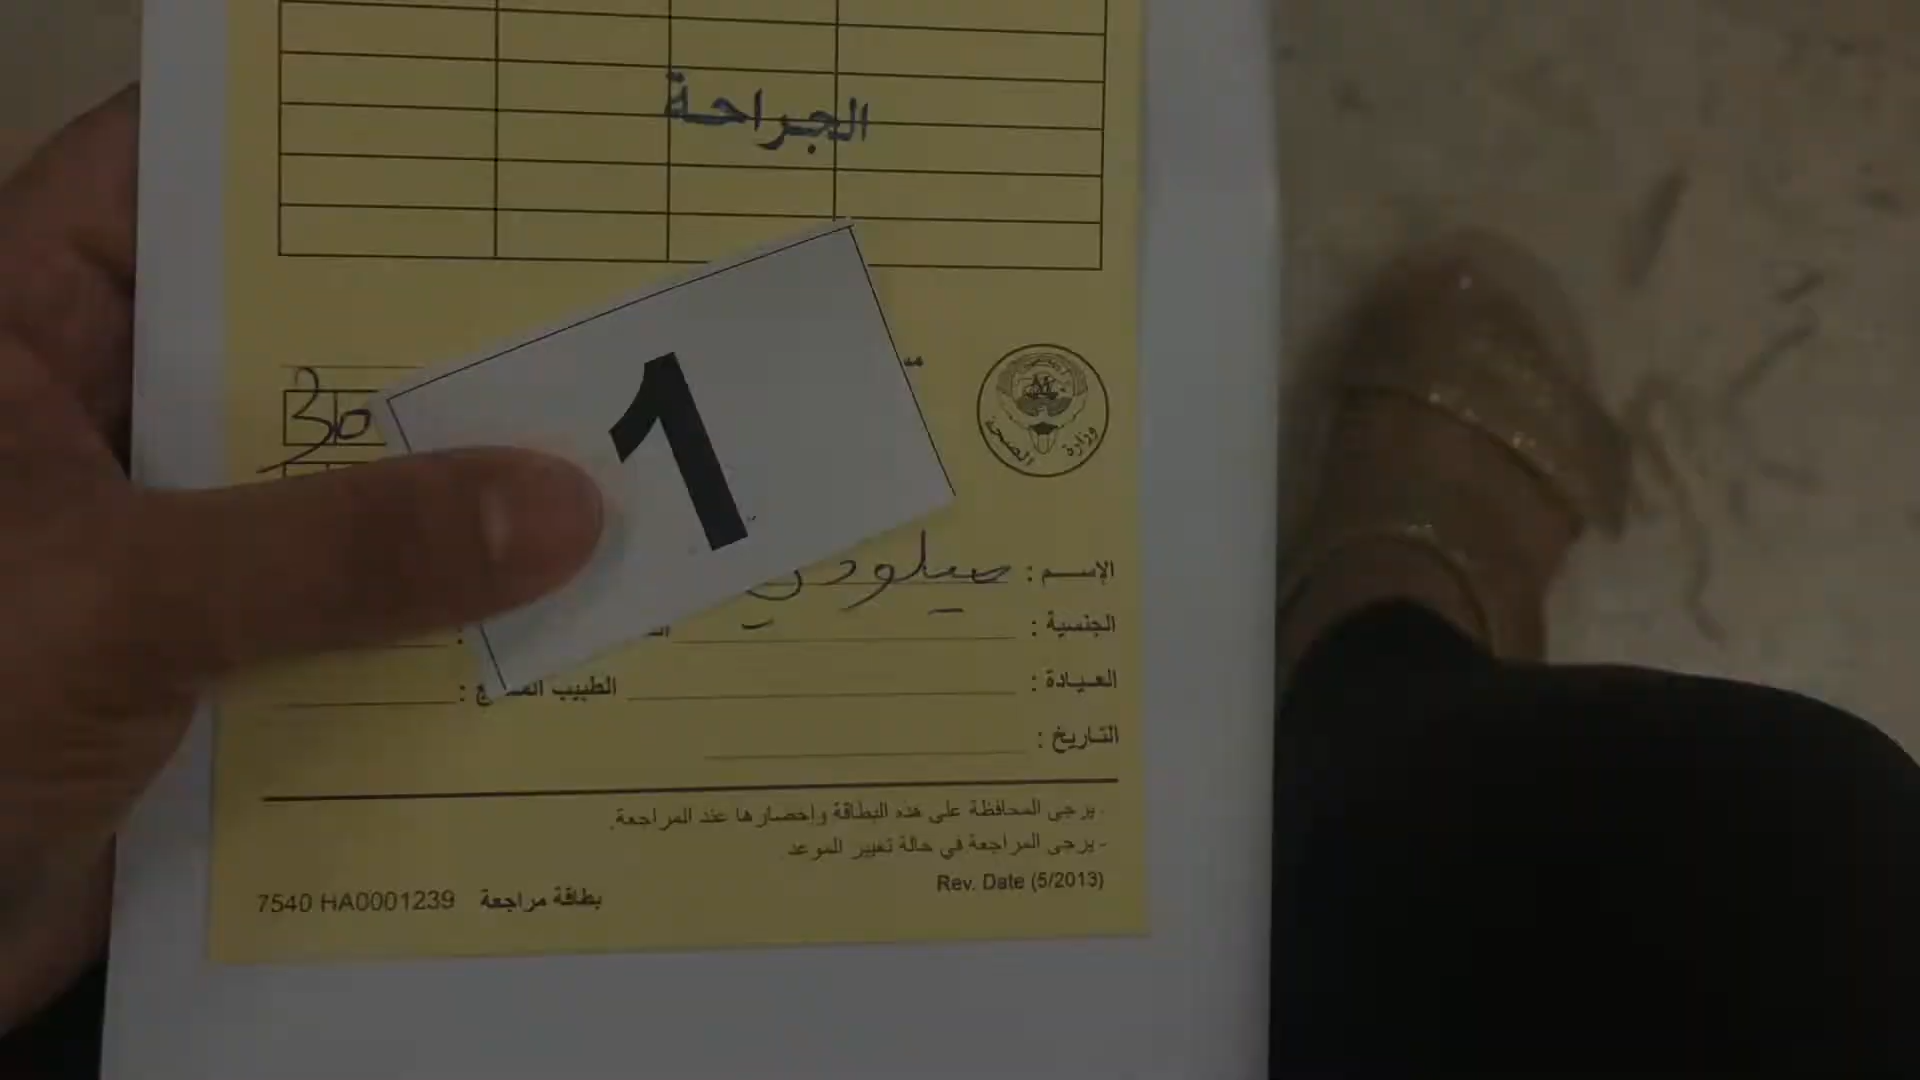 الجراحة
30
1
وزارة الصحة
الإسم : ميلودي
الجنسية :
العيادة :
الطبيب
التاريخ :
- يرجى المحافظة على هذه البطاقة وإحضارها عند المراجعة.
- يرجى المراجعة في حالة تغيير الموعد.
Rev. Date (5/2013)
7540 HA0001239 بطاقة مراجعة